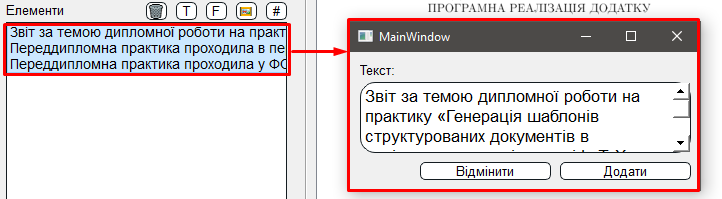 Елементи
T
F
#
Звіт за темою дипломної роботи на практ
Переддипломна практика проходила в пе
Переддипломна практика проходила у ФО
ПРОГРАМНА РЕАЛІЗАЦІЯ ДОДАТКУ
MainWindow
Текст:
Звіт за темою дипломної роботи на
практику «Генерація шаблонів
структурованих документів в
Відмінити
Додати